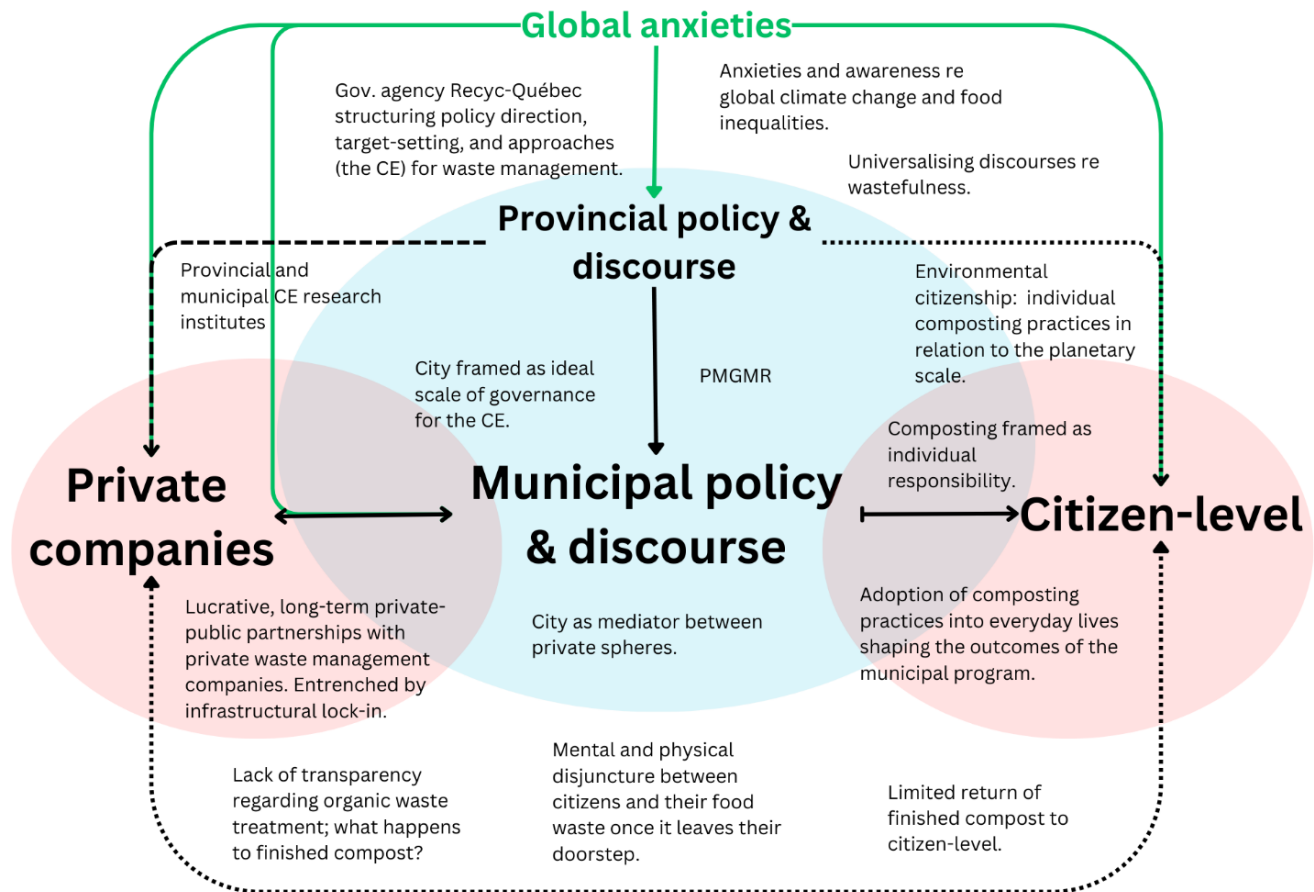 Global anxieties
Gov. agency Recyc-Québec
structuring policy direction,
target-setting, and approaches
(the CE) for waste management.
Anxieties and awareness re
global climate change and food
inequalities.
Universalising discourses re
wastefulness.
Provincial policy &
discourse
Provincial and
municipal CE research
institutes
Environmental
citizenship: individual
composting practices in
relation to the planetary
scale.
City framed as ideal
scale of governance
for the CE.
PMGMR
Composting framed as
individual
responsibility.
Private
companies
Municipal policy
& discourse
Citizen-level
Lucrative, long-term private-
public partnerships with
private waste management
companies. Entrenched by
infrastructural lock-in.
City as mediator between
private spheres.
Adoption of composting
practices into everyday lives
shaping the outcomes of the
municipal program.
Lack of transparency
regarding organic waste
treatment; what happens
to finished compost?
Mental and physical
disjuncture between
citizens and their food
waste once it leaves their
doorstep.
Limited return of
finished compost to
citizen-level.